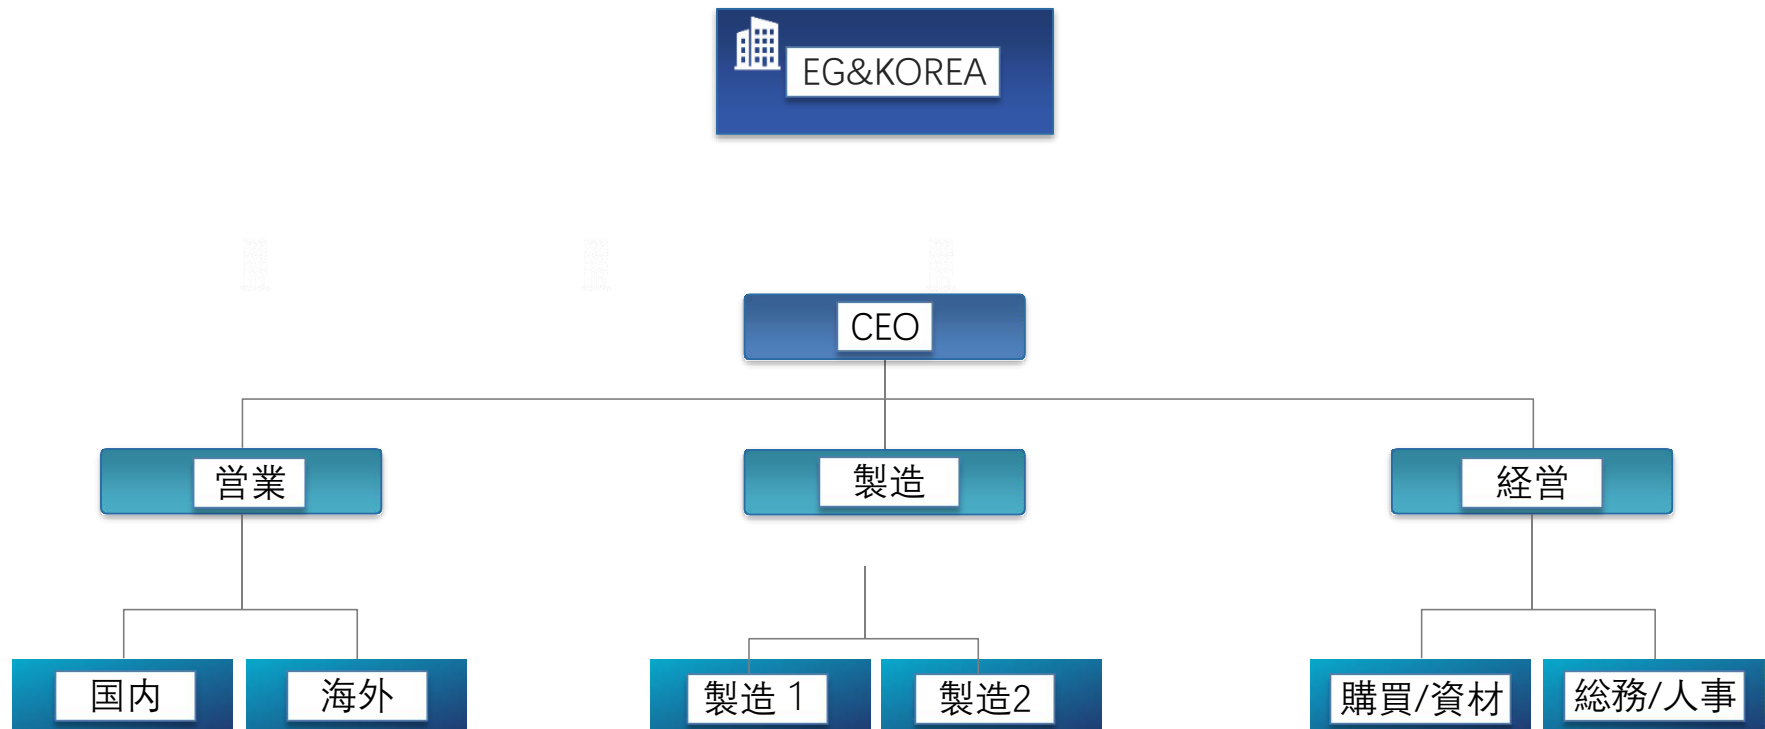 EG&KOREA
CEO
営業
製造
経営
国内
海外
製造１
製造2
購買/資材
総務/人事